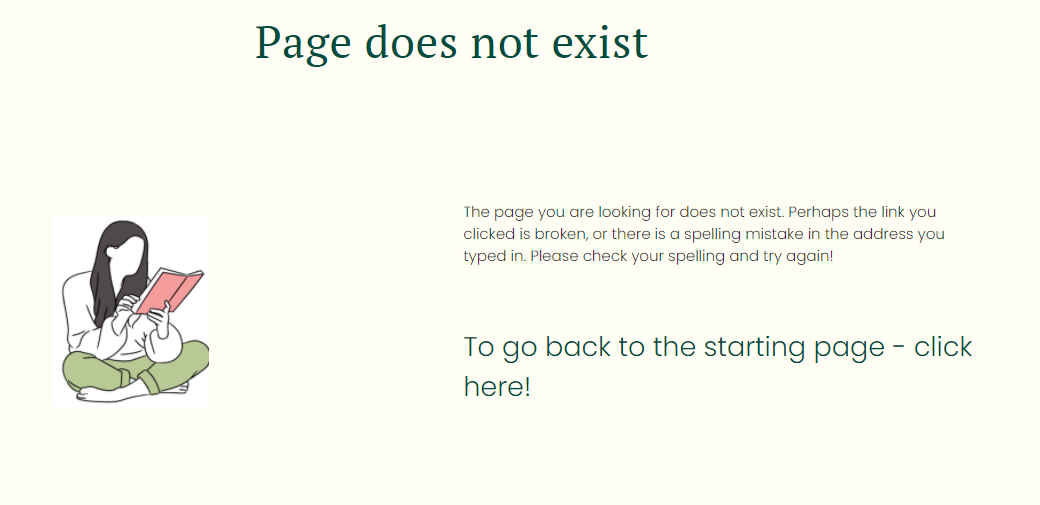 Page does not exist
The page you are looking for does not exist. Perhaps the link you
clicked is broken, or there is a spelling mistake in the address you
typed in. Please check your spelling and try again!
To go back to the starting page - click
here!